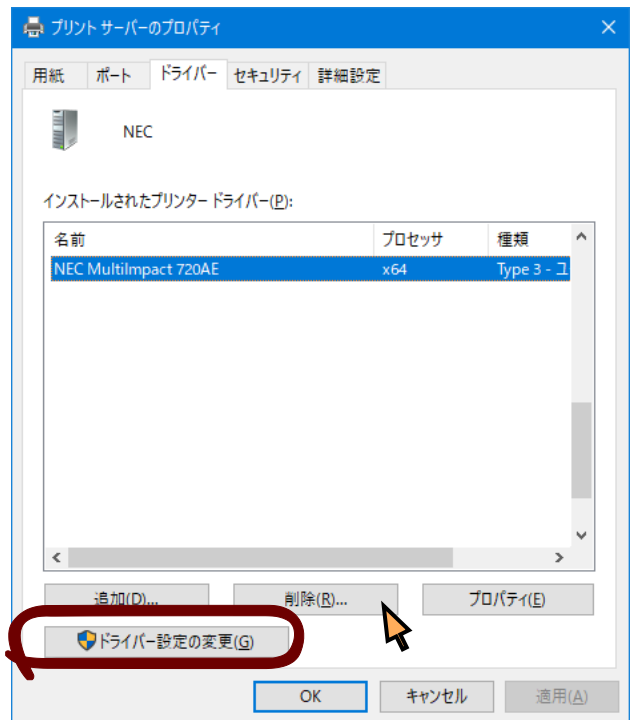 プリント サーバーのプロパティ
用紙 ポート ドライバー セキュリティ 詳細設定
NEC
インストールされたプリンター ドライバー(P):
名前 プロセッサ 種類
NEC MultiImpact 720AE x64 Type 3 - ユ
追加(D)... 削除(R)... プロパティ(E)
ドライバー設定の変更(G)
OK キャンセル 適用(A)